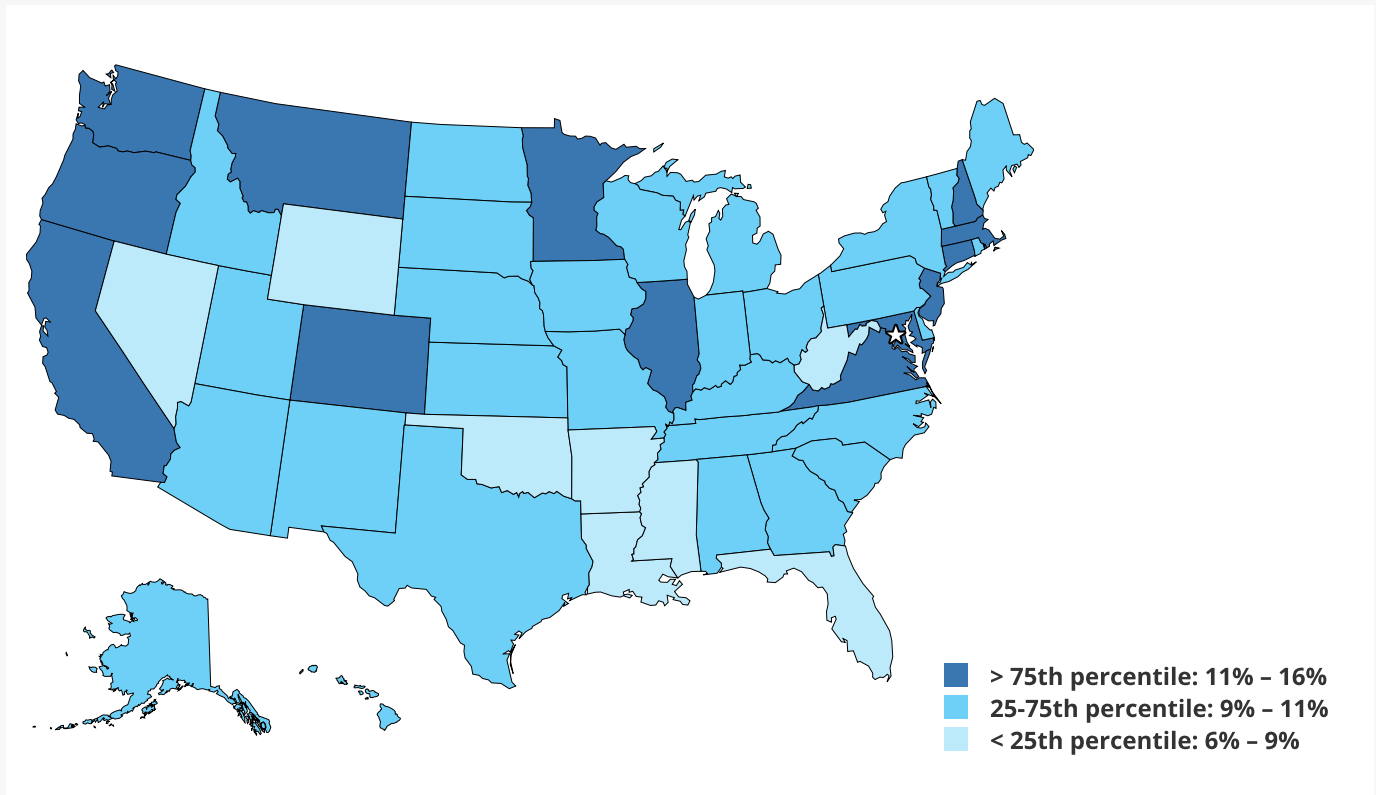 > 75th percentile: 11% – 16%
25-75th percentile: 9% – 11%
< 25th percentile: 6% – 9%